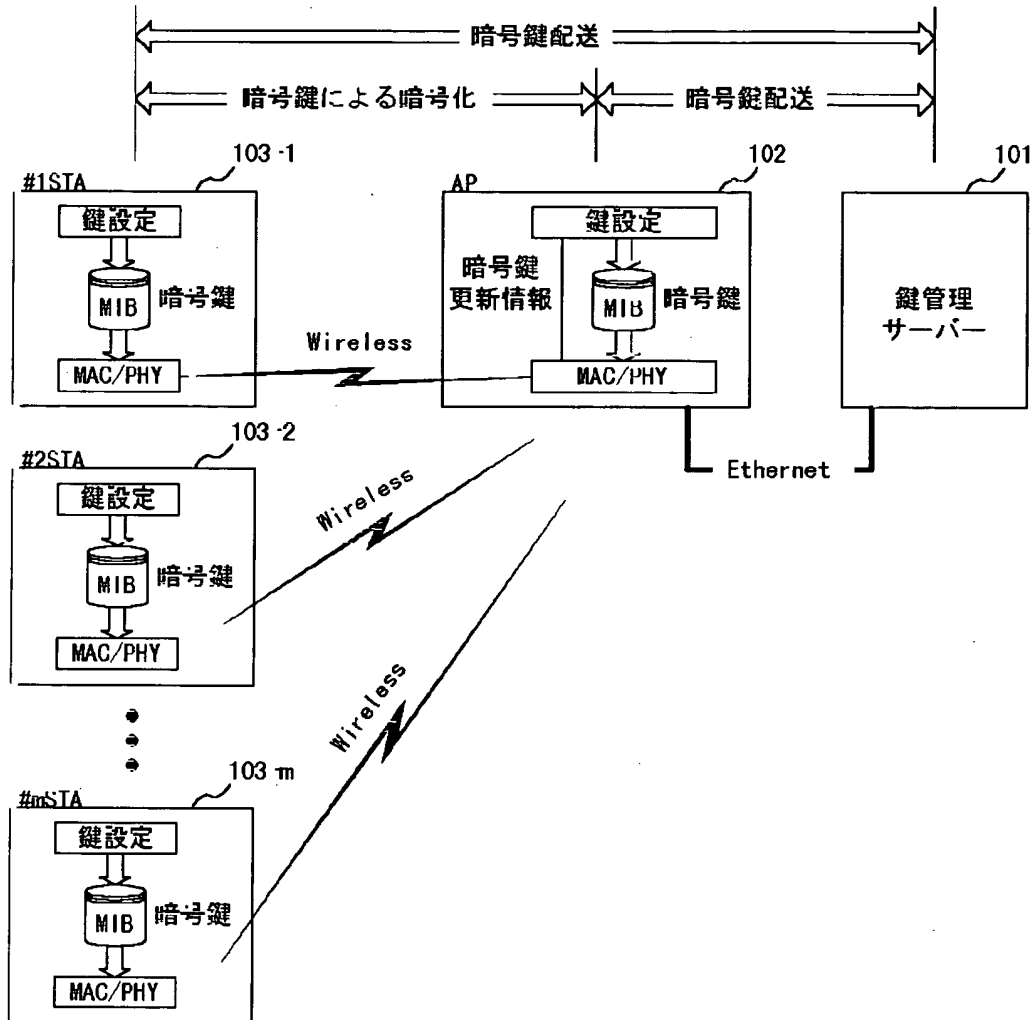 暗号鍵配送
暗号鍵による暗号化
暗号鍵配送
103-1
102
101
#1STA
AP
鍵設定
MIB
暗号鍵
MAC/PHY
Wireless
鍵設定
暗号鍵
更新情報
MIB
暗号鍵
MAC/PHY
鍵管理
サーバー
Ethernet
103-2
#2STA
鍵設定
MIB
暗号鍵
MAC/PHY
Wireless
103-m
#mSTA
鍵設定
MIB
暗号鍵
MAC/PHY
Wireless